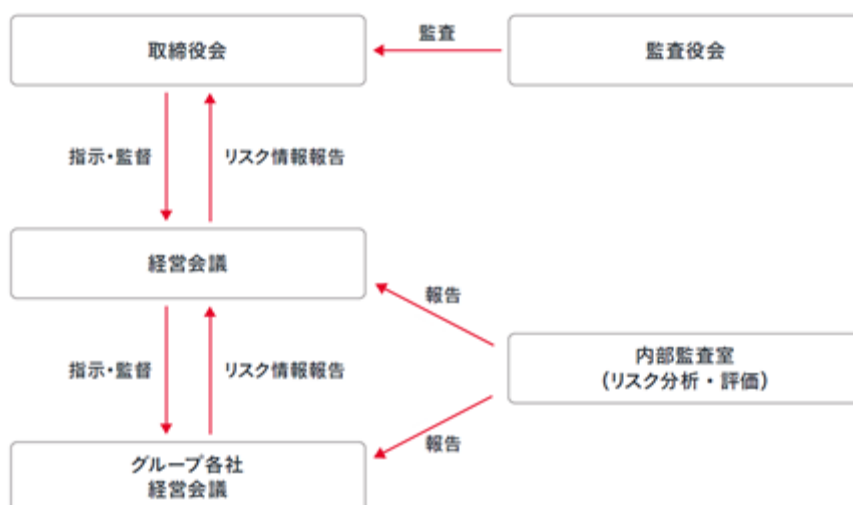 取締役会
監査
監査役会
指示・監督
リスク情報報告
経営会議
報告
内部監査室
(リスク分析・評価)
指示・監督
リスク情報報告
報告
グループ各社
経営会議